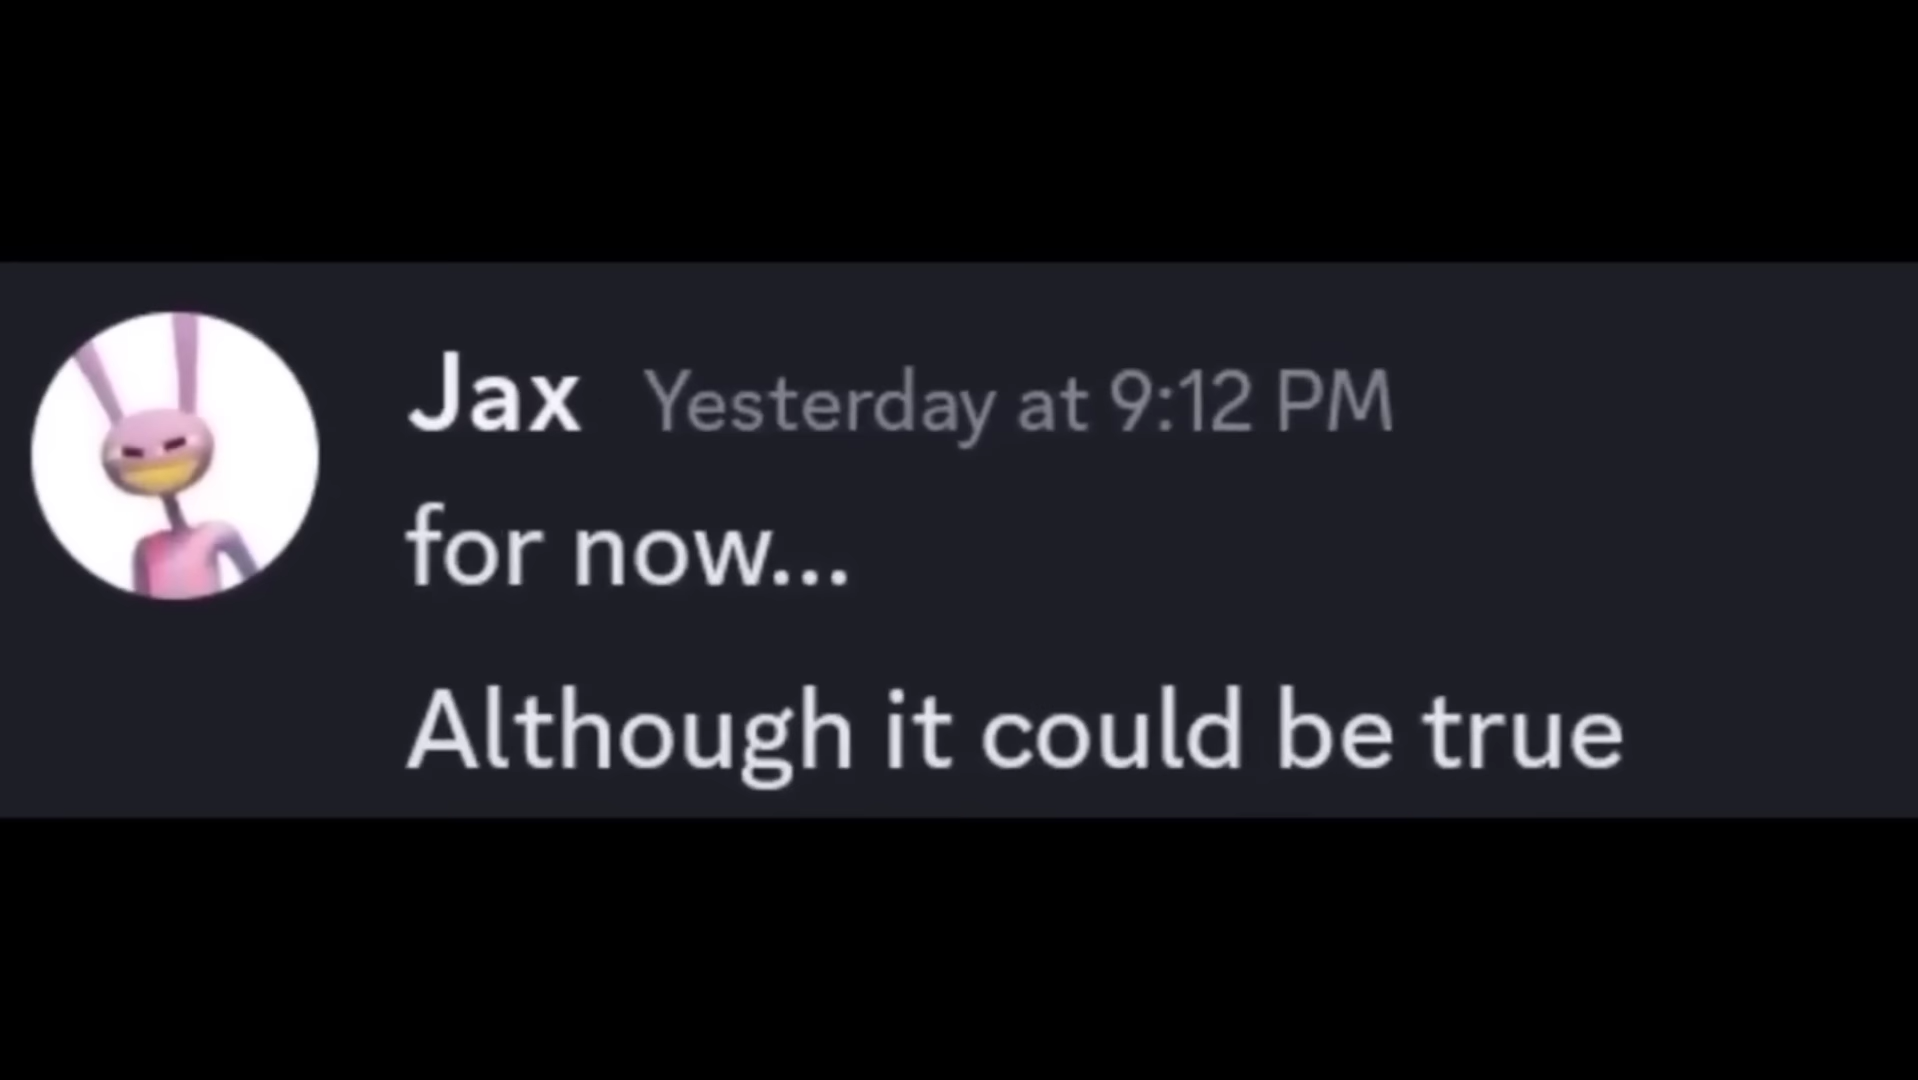 Jax Yesterday at 9:12 PM
for now...
Although it could be true